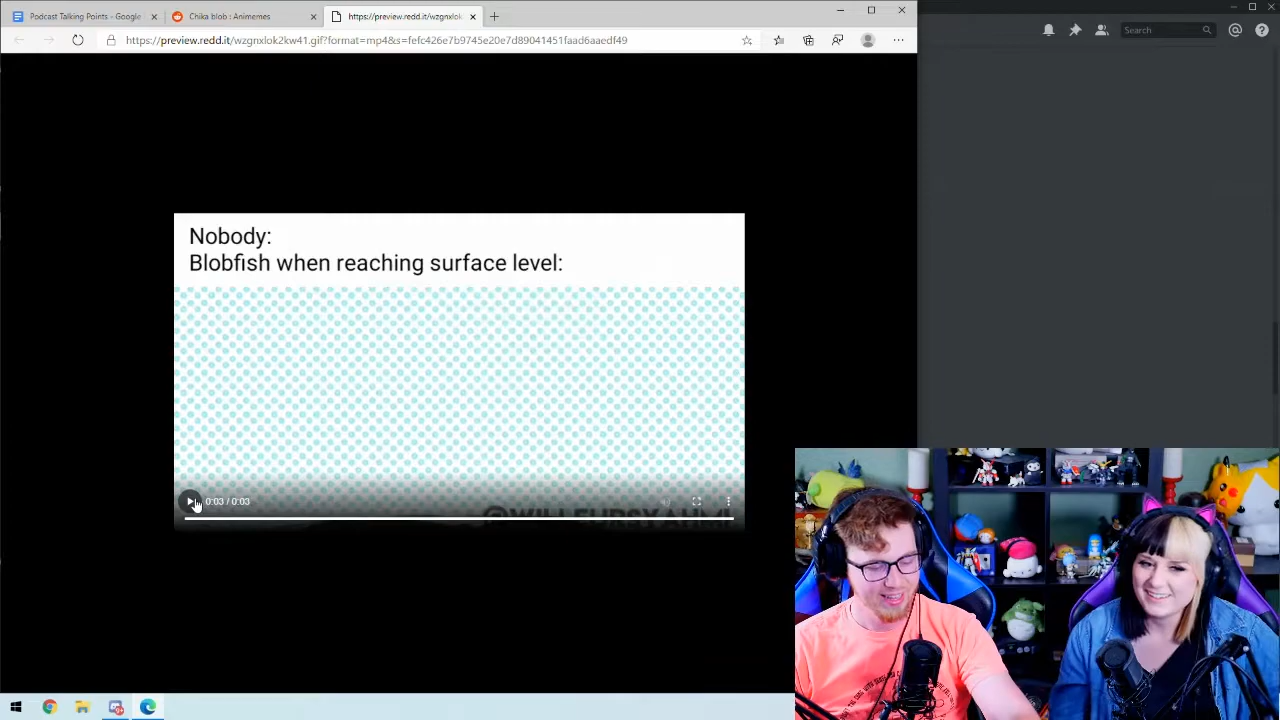 Podcast Talking Points - Google
Chika blob : Animemes
https://preview.redd.it/wzgnxlok
https://preview.redd.it/wzgnxlok2kw41.gif?format=mp4&s=fefc426e7b9745e20e7d89041451faad6aaedf49
Search
Nobody:
Blobfish when reaching surface level:
0:03 / 0:03